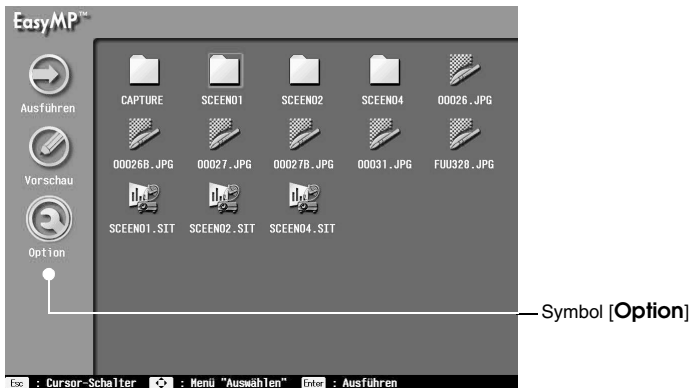 EasyMP™
Ausführen
Vorschau
Option
CAPTURE SCEEN01 SCEEN02 SCEEN04 00026.JPG
00026B.JPG 00027.JPG 00027B.JPG 00031.JPG FUU328.JPG
SCEEN01.SIT SCEEN02.SIT SCEEN04.SIT
Symbol [Option]
Esc : Cursor-Schalter : Menü "Auswählen" Enter : Ausführen